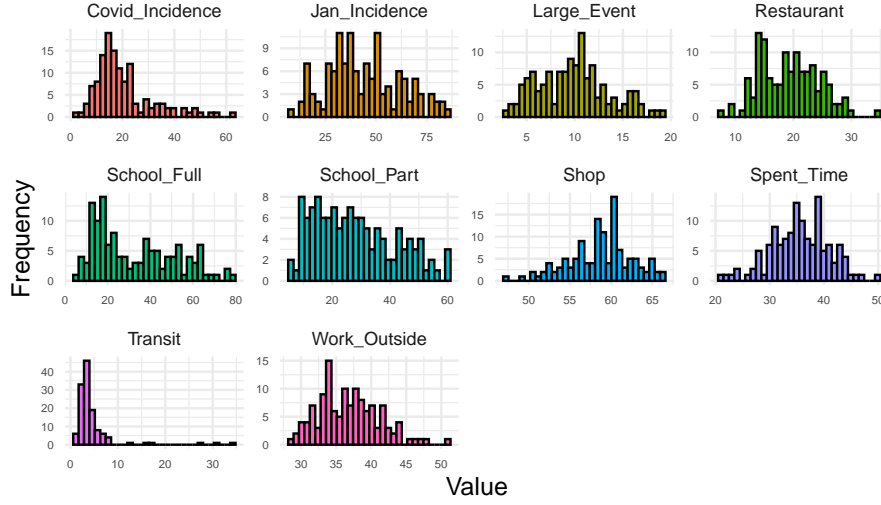 Covid_Incidence Jan_Incidence Large_Event Restaurant
15
10
5
0
0 20 40 60
9
6
3
0
25 50 75
10
5
0
5 10 15 20
10
5
0
10 20 30
School_Full School_Part Shop Spent_Time
10
5
0
0 20 40 60 80
8
6
4
2
0
20 40 60
15
10
5
0
50 55 60 65
10
5
0
20 30 40
Transit Work_Outside
40
30
20
10
0
0 10 20 30
15
10
5
0
30 35 40 45 50
Frequency
Value